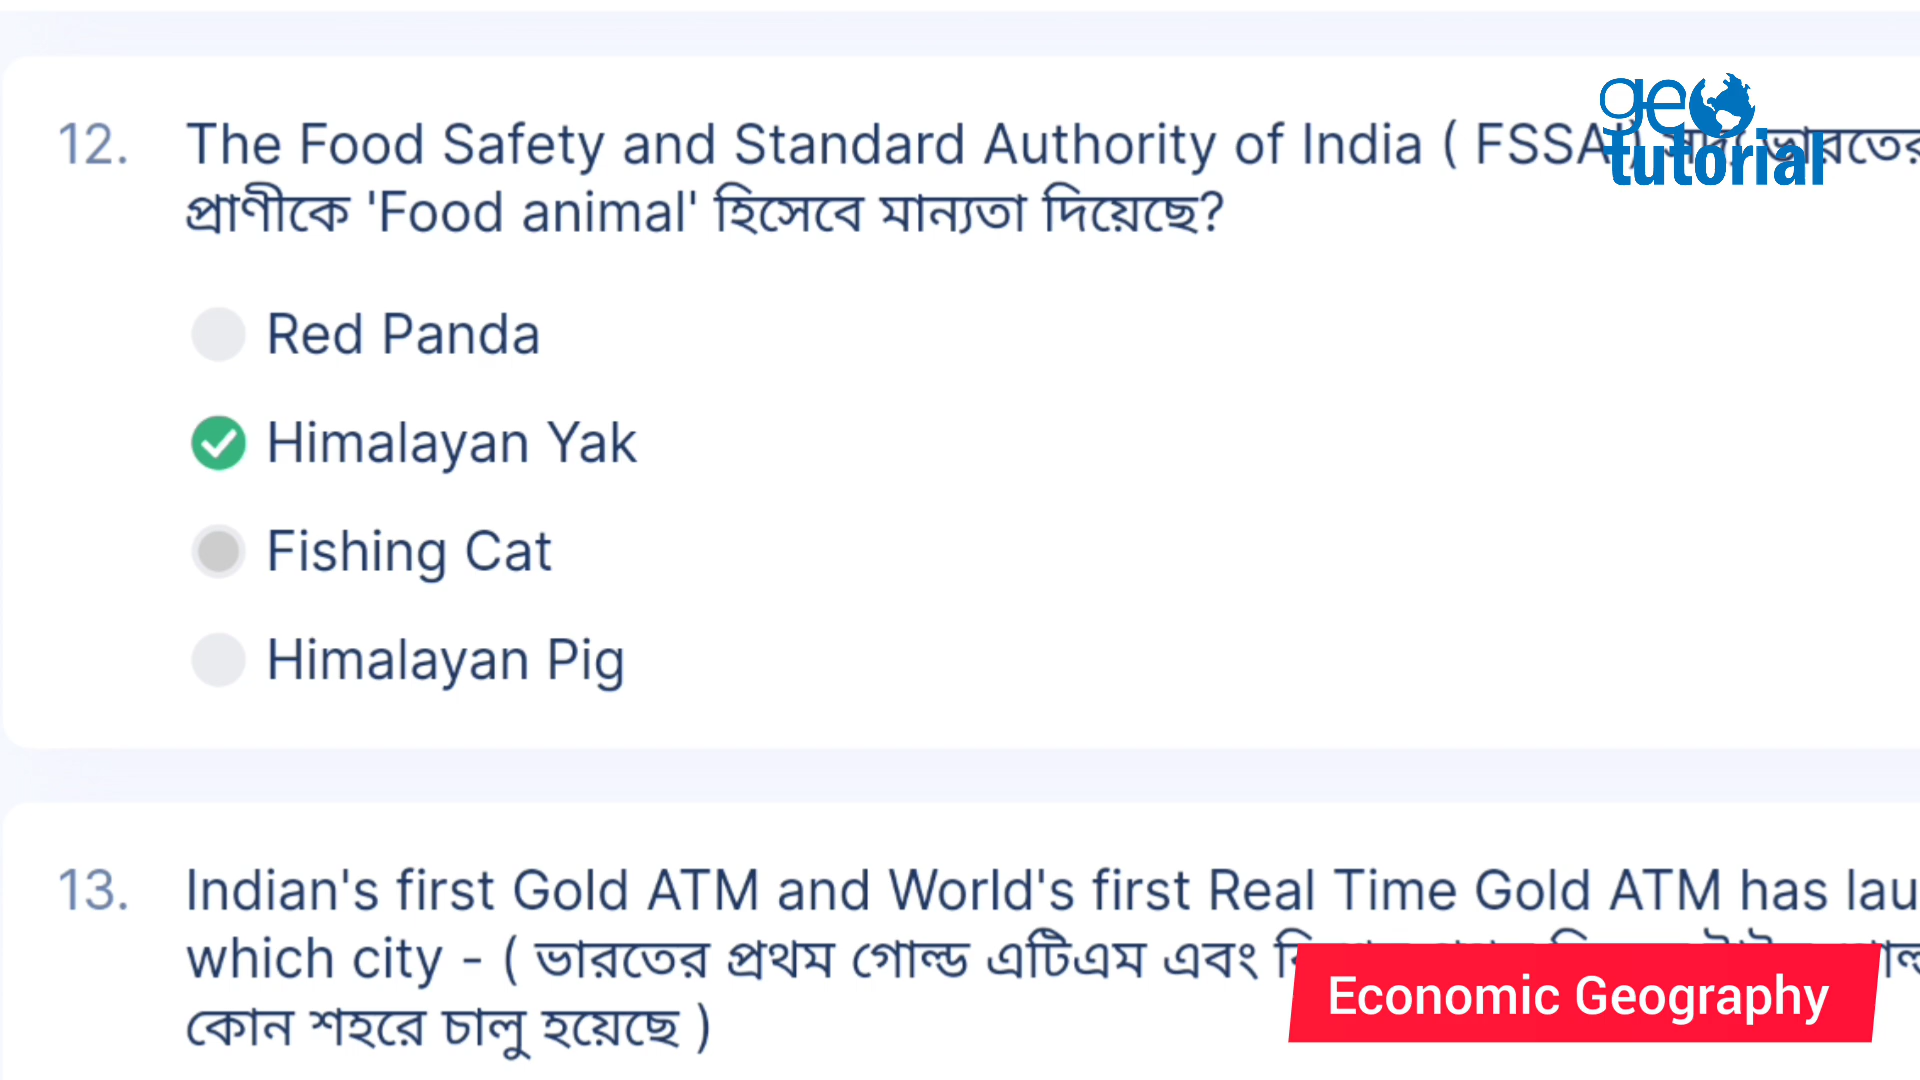 geo
tutorial
12. The Food Safety and Standard Authority of India (
প্রাণীকে 'Food animal' হিসেবে মান্যতা দিয়েছে?
Red Panda
Himalayan Yak
Fishing Cat
Himalayan Pig
13. Indian's first Gold ATM and World's first Real Time Gold ATM has lau
which city - ( ভারতের প্রথম গোল্ড এটিএম এবং
Economic Geography
কোন শহরে চালু হয়েছে )